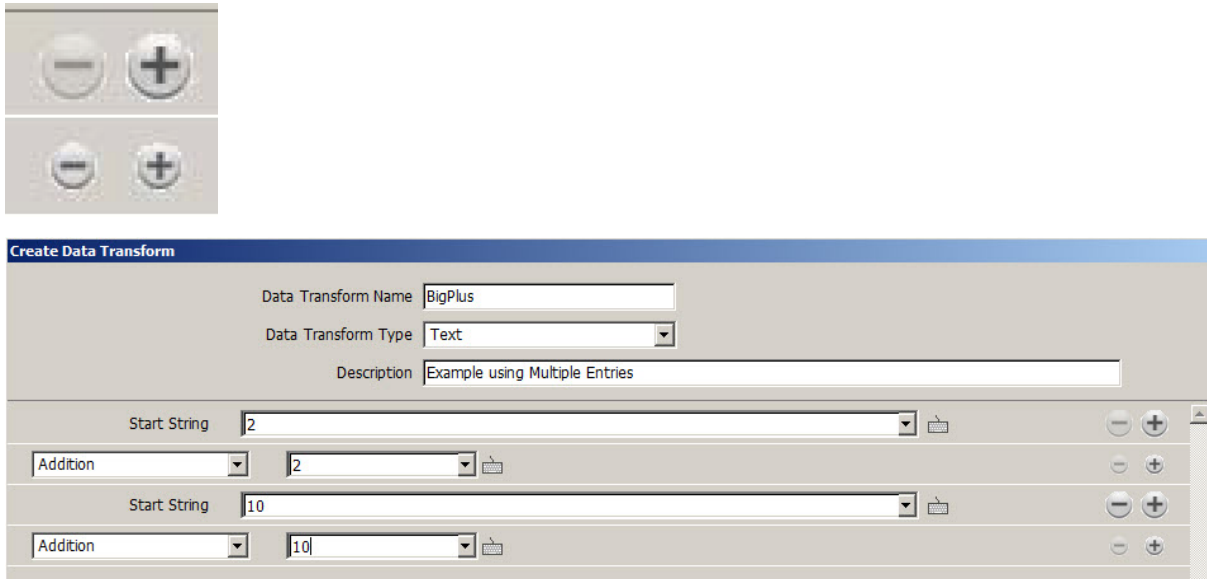 Create Data Transform
Data Transform Name BigPlus
Data Transform Type Text
Description Example using Multiple Entries
Start String 2
Addition 2
Start String 10
Addition 10